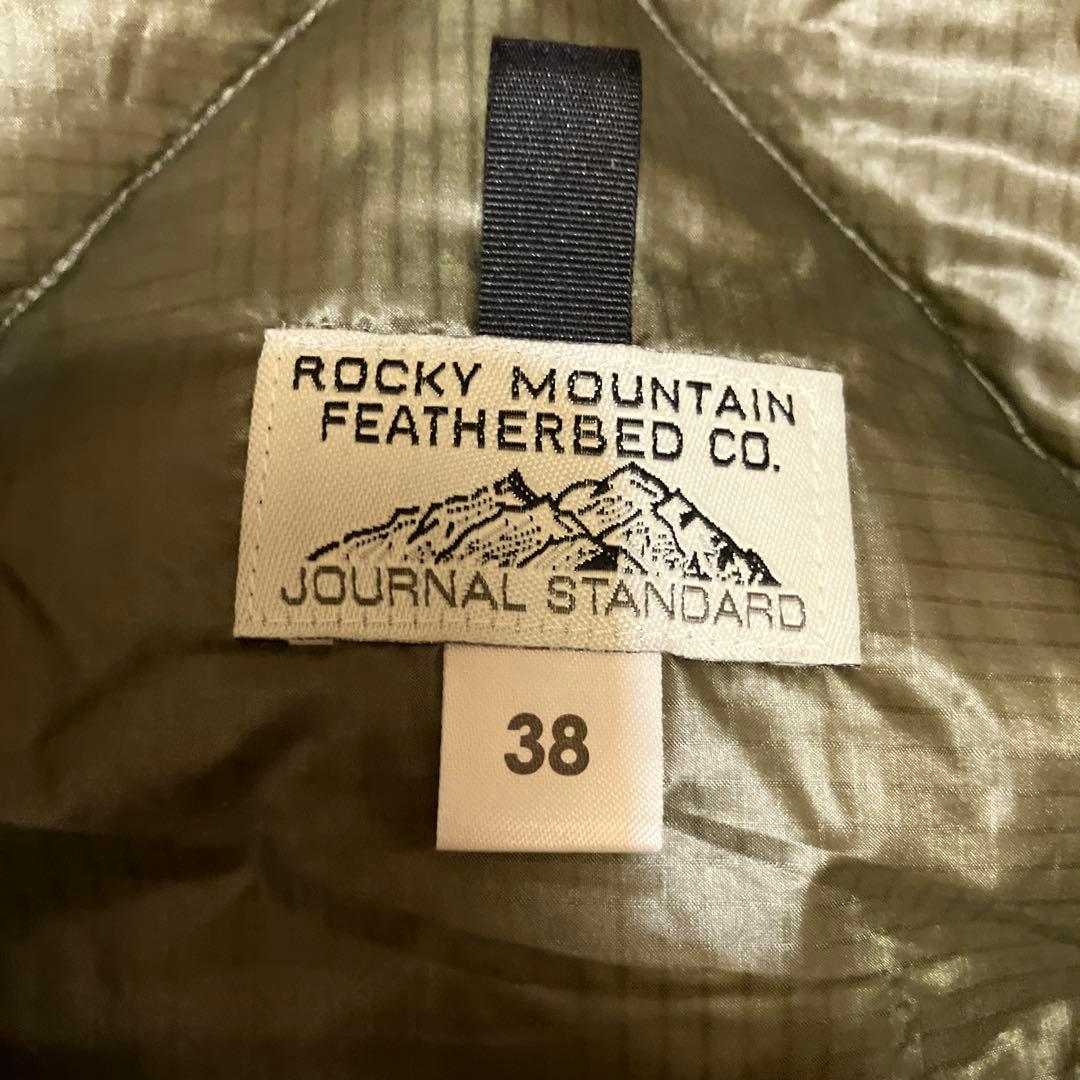 ROCKY MOUNTAIN
FEATHERBED CO.
JOURNAL STANDARD
38